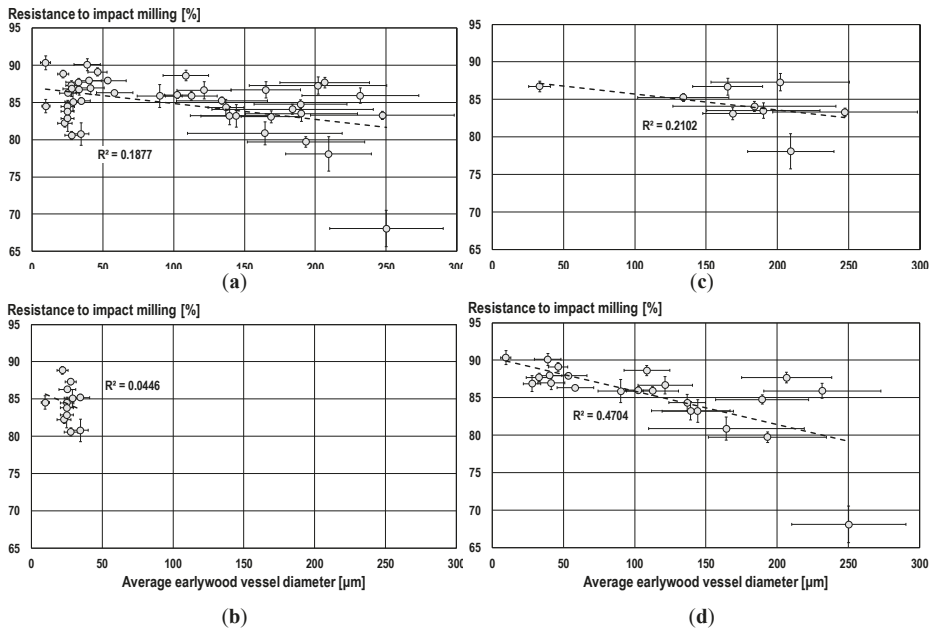 Resistance to impact milling [%]
95
90
85
80
75
70
65
R² = 0.1877
0 50 100 150 200 250 300
(a)
95
90
85
80
75
70
65
R² = 0.2102
0 50 100 150 200 250 300
(c)
Resistance to impact milling [%]
95
90
85
80
75
70
65
R² = 0.0446
0 50 100 150 200 250 300
Average earlywood vessel diameter [µm]
(b)
Resistance to impact milling [%]
95
90
85
80
75
70
65
R² = 0.4704
0 50 100 150 200 250 300
Average earlywood vessel diameter [µm]
(d)